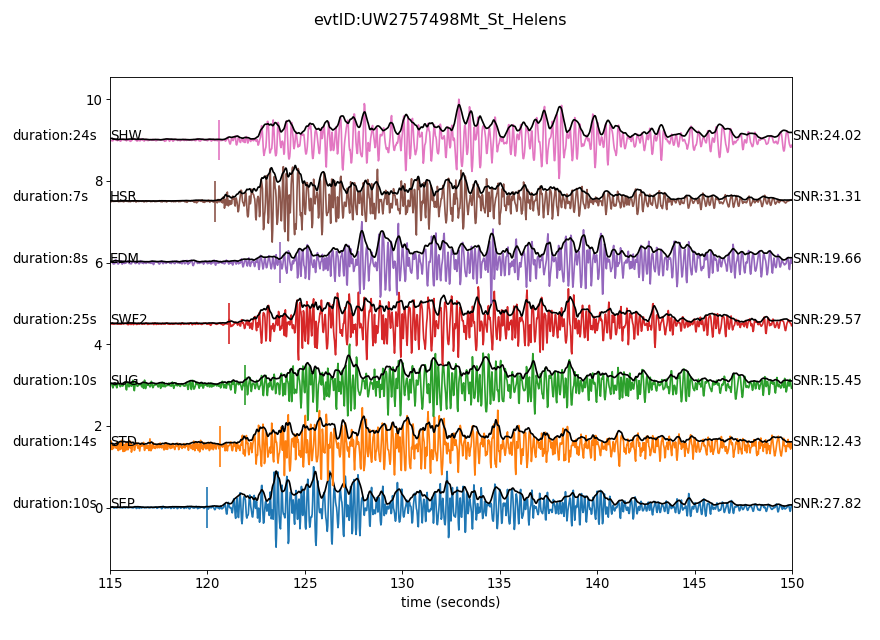 evtID:UW2757498Mt_St_Helens
10
duration:24s SHW SNR:24.02
8
duration:7s HSR SNR:31.31
duration:8s EDM SNR:19.66
6
duration:25s SWF2 SNR:29.57
4
duration:10s SUG SNR:15.45
2
duration:14s STD SNR:12.43
duration:10s 0 SEP SNR:27.82
115 120 125 130 135 140 145 150
time (seconds)